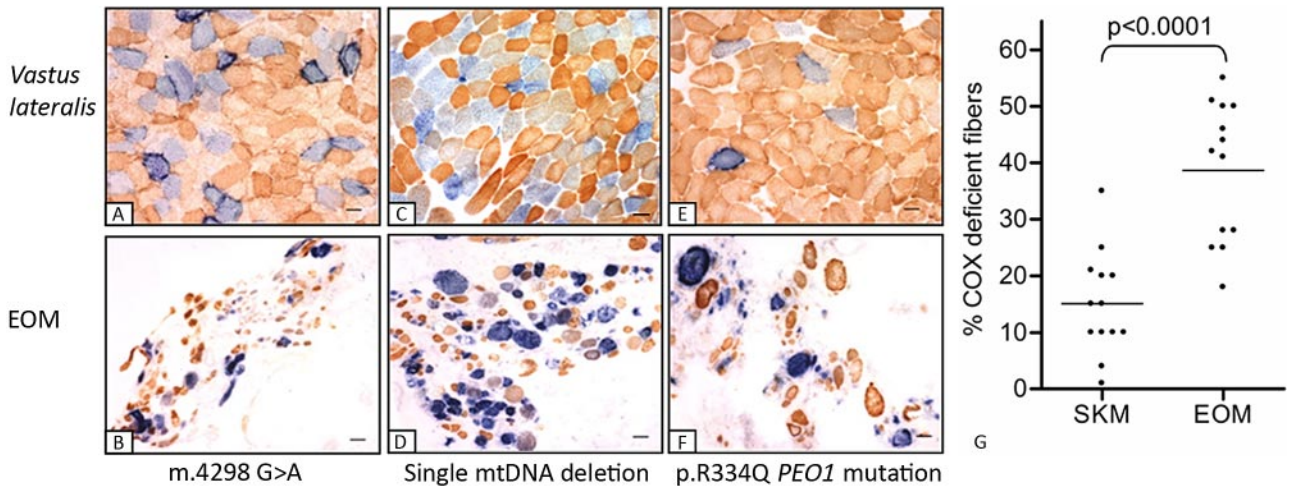 Vastus
lateralis
A
C
E
EOM
B
D
F
m.4298 G>A
Single mtDNA deletion
p.R334Q PEO1 mutation
p<0.0001
% COX deficient fibers
60
50
40
30
20
10
0
SKM
EOM
G